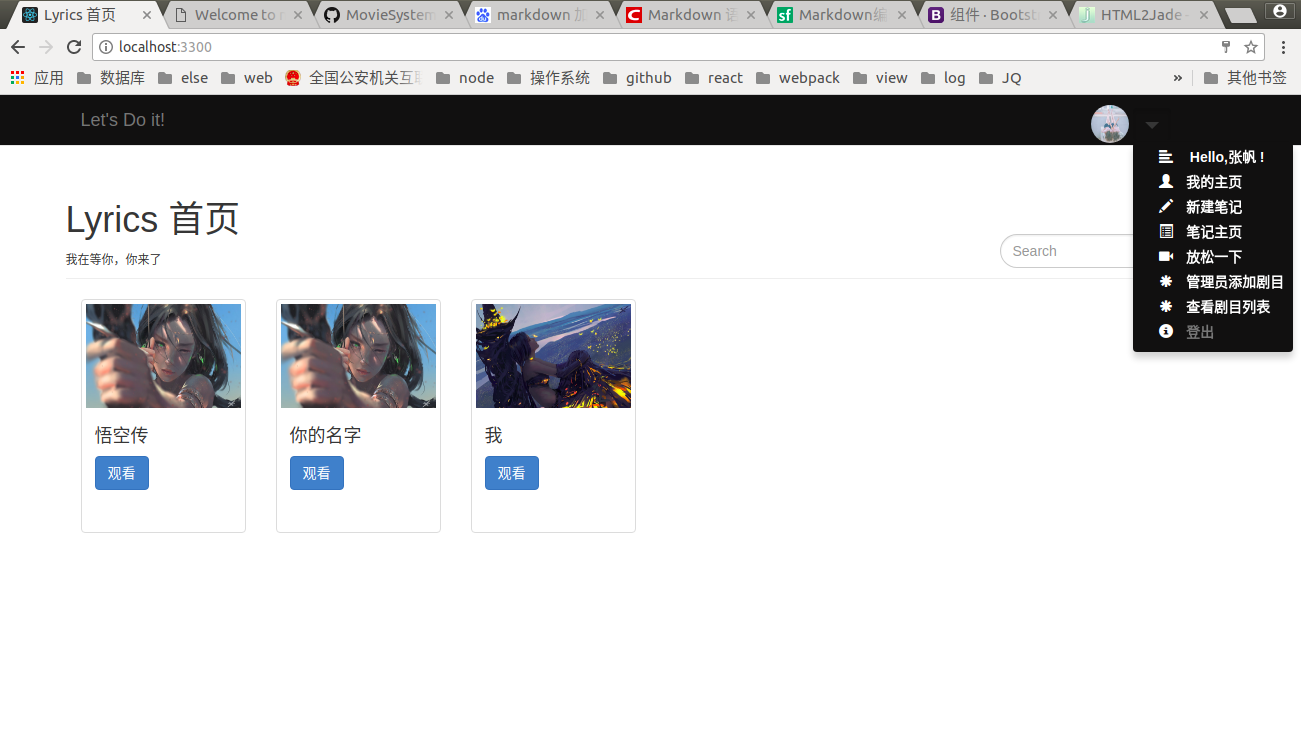 Lyrics 首页
Welcome to
MovieSystem
markdown 加
Markdown 语
Markdown编
组件 · Bootst
HTML2Jade
localhost:3300
应用 数据库 else web 全国公安机关互联 node 操作系统 github react webpack view log JQ » 其他书签
Let's Do it!
Hello,张帆 !
我的主页
新建笔记
笔记主页
放松一下
管理员添加剧目
查看剧目列表
登出
Lyrics 首页
我在等你，你来了
Search
悟空传
观看
你的名字
观看
我
观看